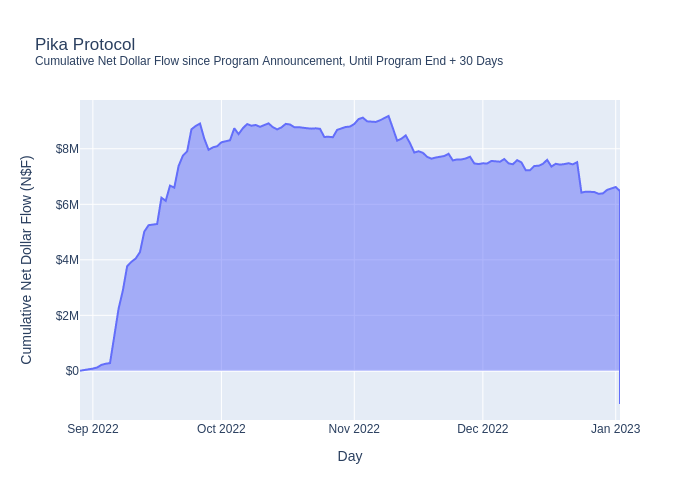 Pika Protocol
Cumulative Net Dollar Flow since Program Announcement, Until Program End + 30 Days
Cumulative Net Dollar Flow (N$F)
$8M
$6M
$4M
$2M
$0
Sep 2022
Oct 2022
Nov 2022
Dec 2022
Jan 2023
Day